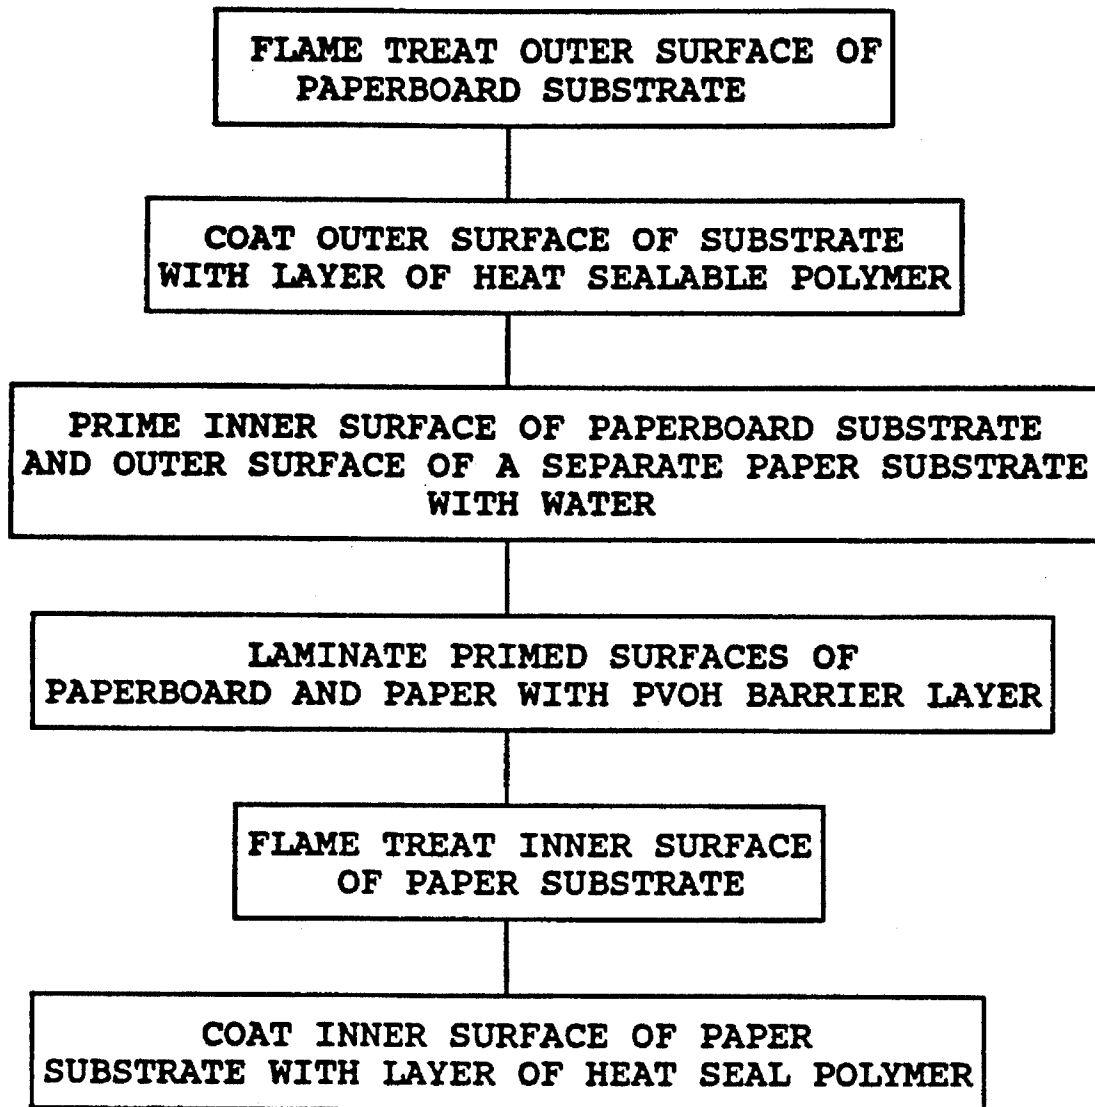 FLAME TREAT OUTER SURFACE OF
PAPERBOARD SUBSTRATE
COAT OUTER SURFACE OF SUBSTRATE
WITH LAYER OF HEAT SEALABLE POLYMER
PRIME INNER SURFACE OF PAPERBOARD SUBSTRATE
AND OUTER SURFACE OF A SEPARATE PAPER SUBSTRATE
WITH WATER
LAMINATE PRIMED SURFACES OF
PAPERBOARD AND PAPER WITH PVOH BARRIER LAYER
FLAME TREAT INNER SURFACE
OF PAPER SUBSTRATE
COAT INNER SURFACE OF PAPER
SUBSTRATE WITH LAYER OF HEAT SEAL POLYMER